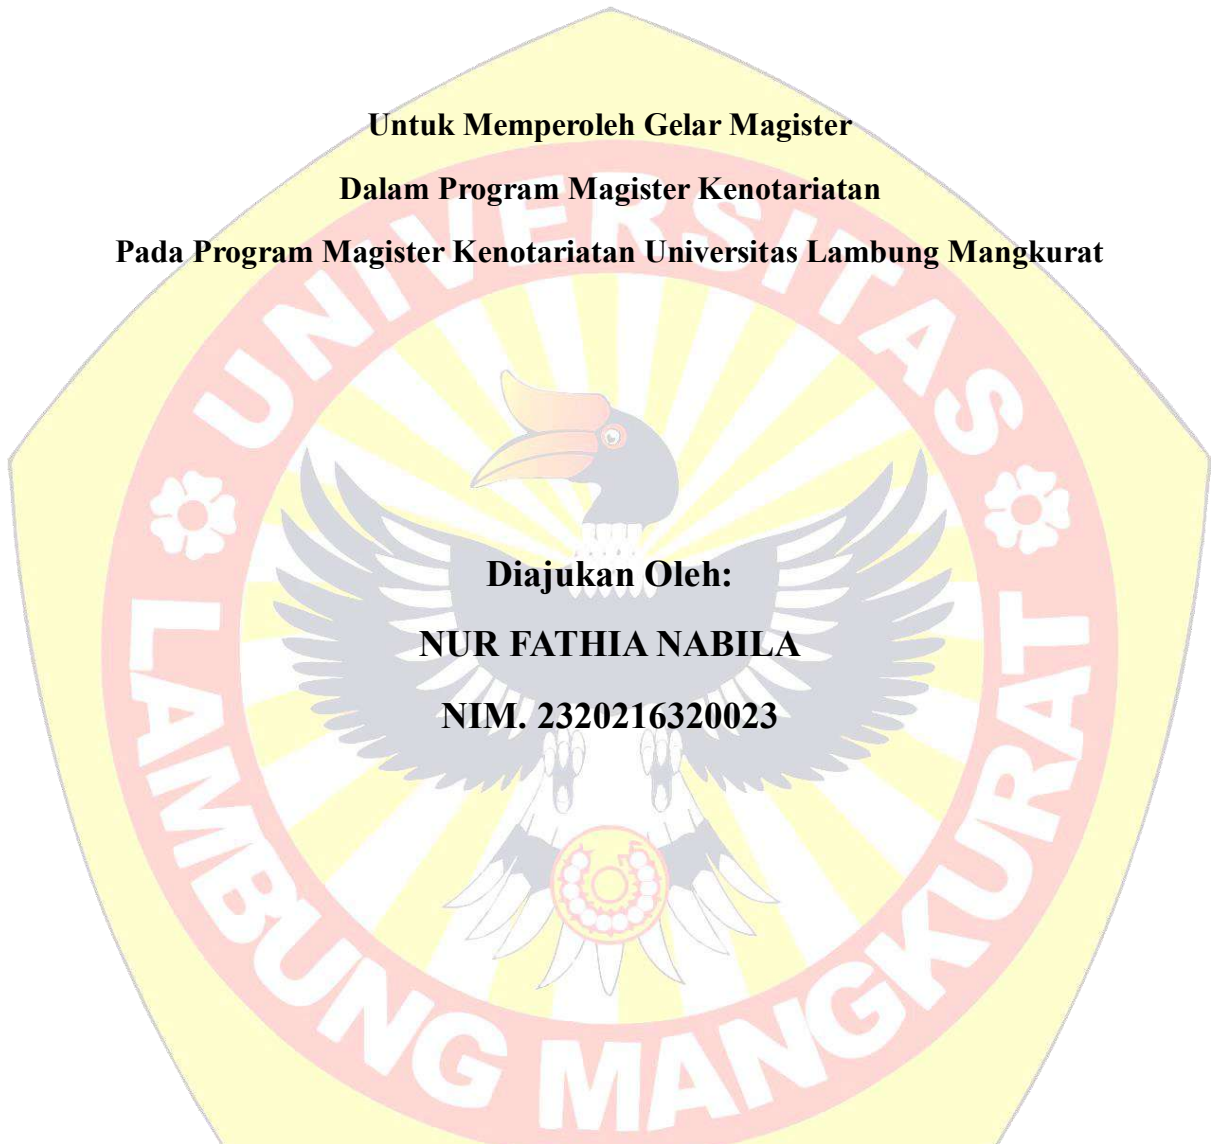 Untuk Memperoleh Gelar Magister
Dalam Program Magister Kenotariatan
Pada Program Magister Kenotariatan Universitas Lambung Mangkurat
UNIVERSITAS
Diajukan Oleh:
NUR FATHIA NABILA
NIM. 2320216320023
LAMBUNG MANGKURAT